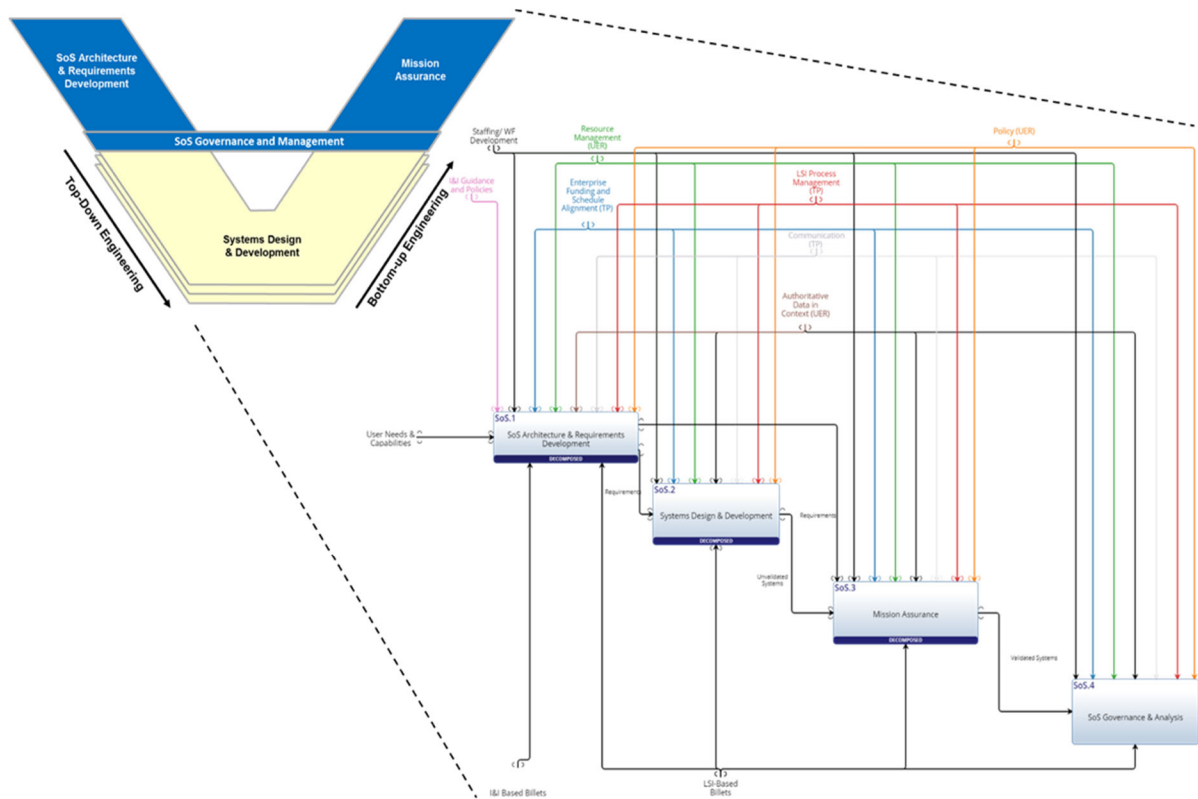 SoS Architecture
& Requirements
Development
Mission
Assurance
SoS Governance and Management
Top-Down Engineering
Systems Design
& Development
Bottom-up Engineering
Staffing/ WF
Development
Resource
Management
(UER)
Policy (UER)
I&I Guidance
and Policies
Enterprise
Funding and
Schedule
Alignment (TP)
LSI Process
Management
(TP)
Communication
(TP)
Authoritative
Data in
Context (UER)
User Needs &
Capabilities
SoS.1
SoS Architecture & Requirements
Development
DECOMPOSED
Requirements
SoS.2
Systems Design & Development
DECOMPOSED
Requirements
Unvalidated
Systems
SoS.3
Mission Assurance
DECOMPOSED
Validated Systems
SoS.4
SoS Governance & Analysis
I&I Based Billets
LSI-Based
Billets